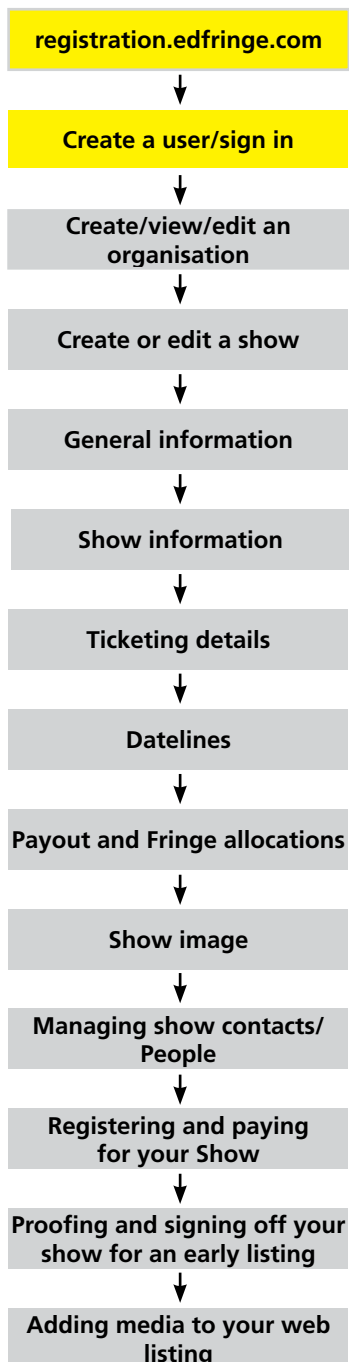 registration.edfringe.com
Create a user/sign in
Create/view/edit an
organisation
Create or edit a show
General information
Show information
Ticketing details
Datelines
Payout and Fringe allocations
Show image
Managing show contacts/
People
Registering and paying
for your Show
Proofing and signing off your
show for an early listing
Adding media to your web
listing